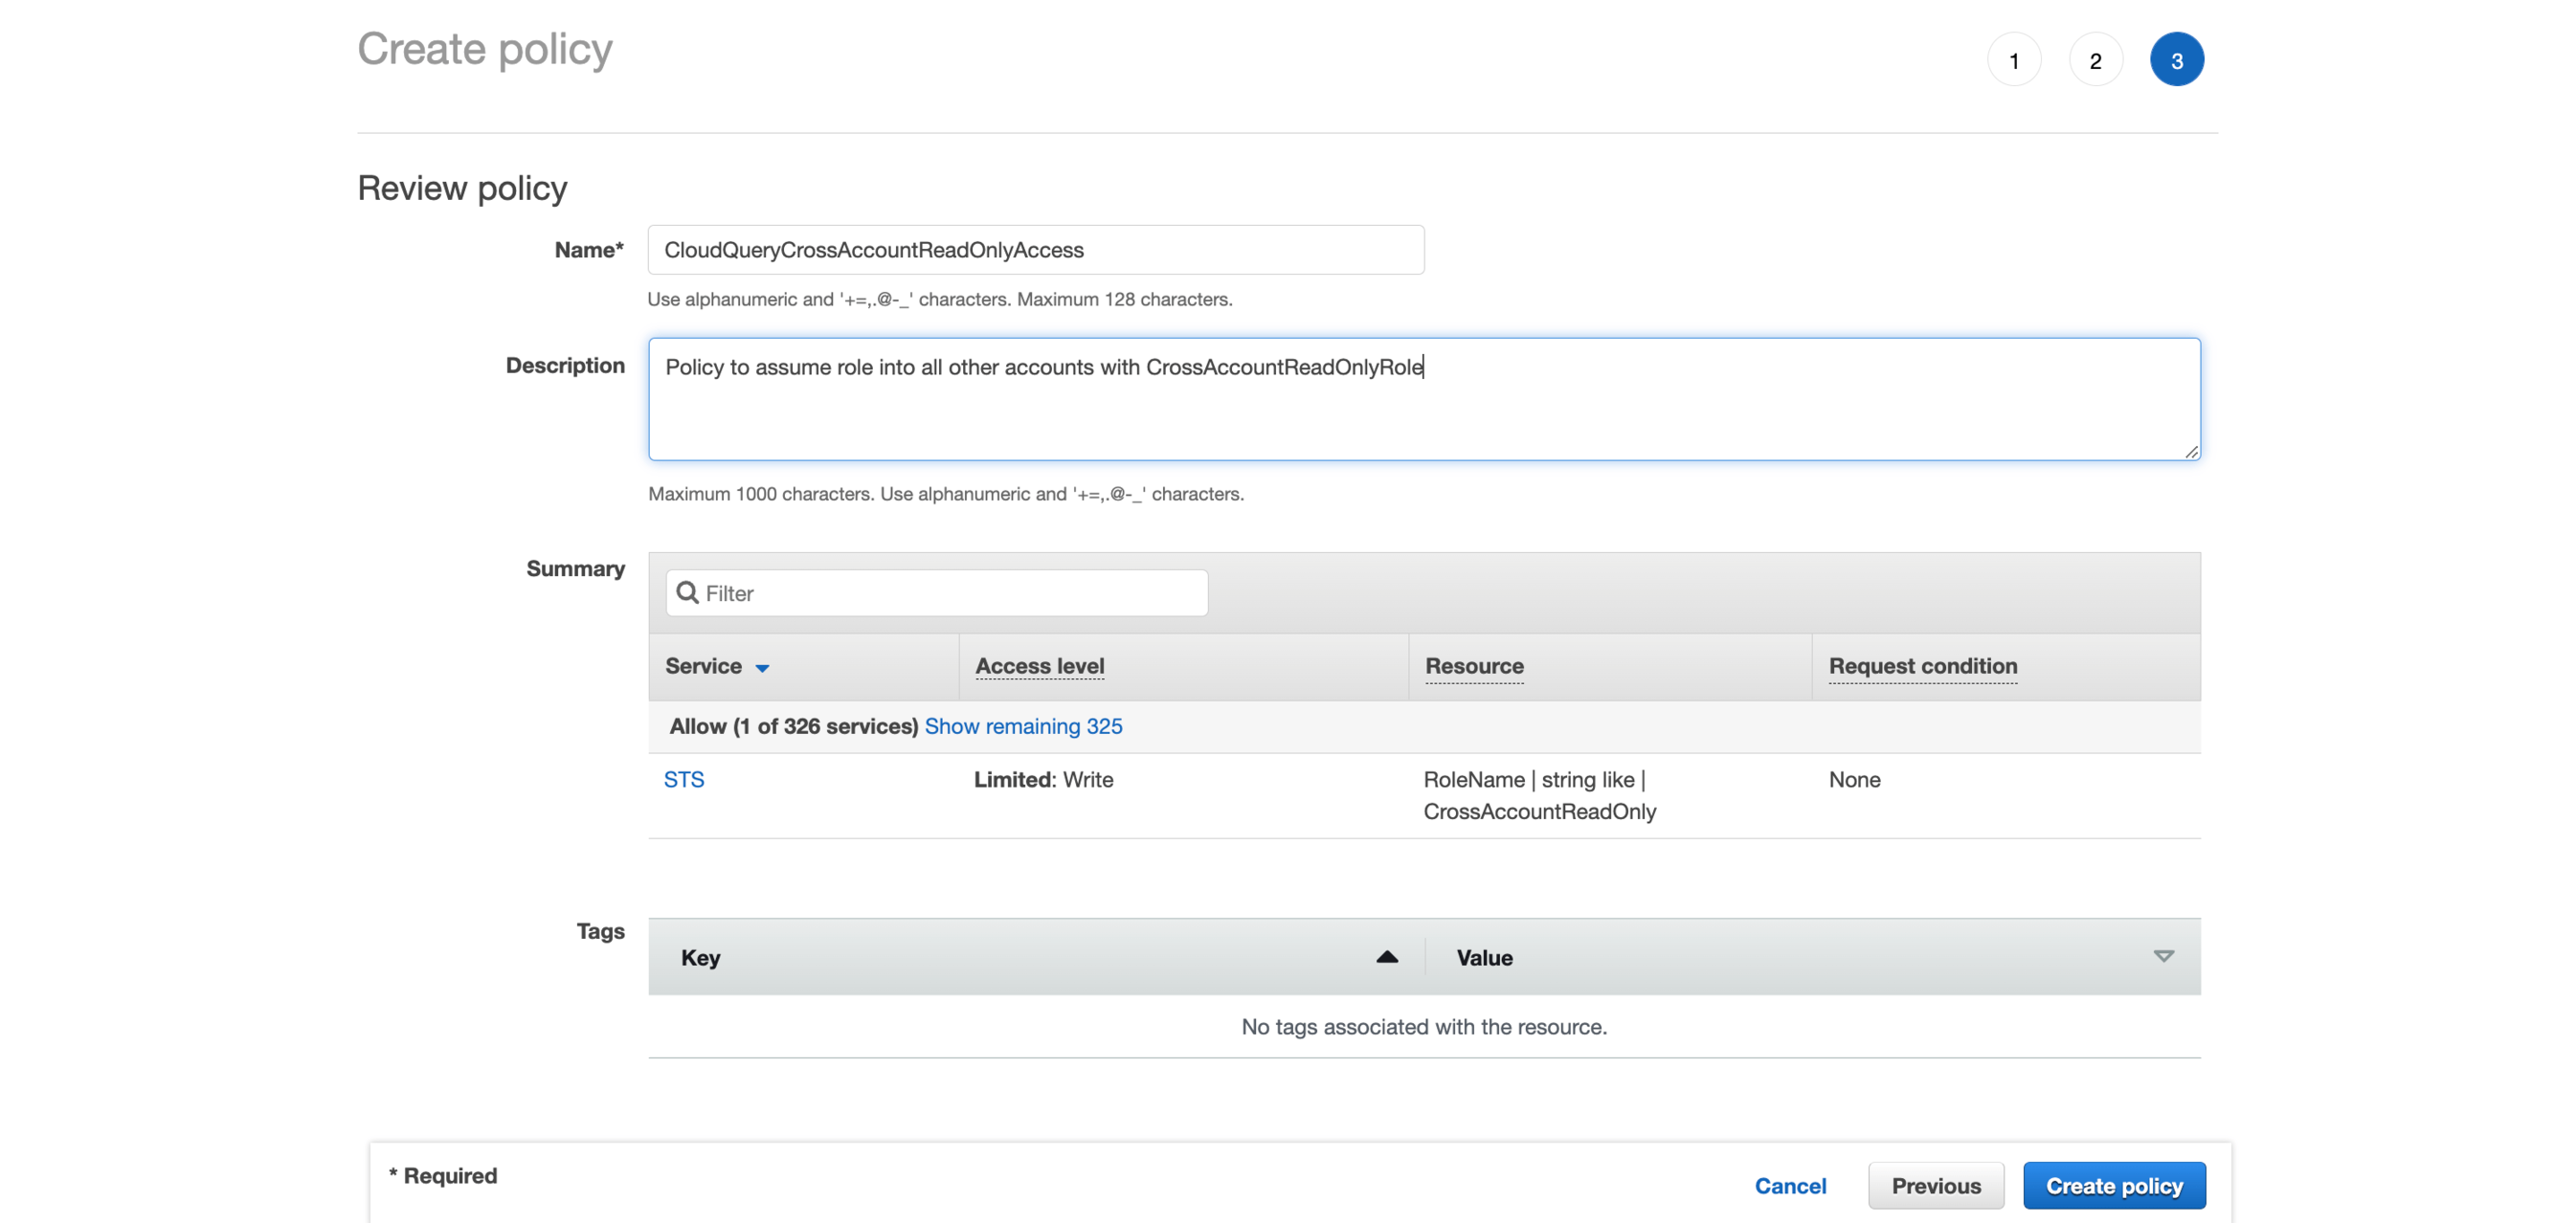 Create policy
1 2 3
Review policy
Name* CloudQueryCrossAccountReadOnlyAccess
Use alphanumeric and '+=,.@-_' characters. Maximum 128 characters.
Description Policy to assume role into all other accounts with CrossAccountReadOnlyRole
Maximum 1000 characters. Use alphanumeric and '+=,.@-_' characters.
Summary
Filter
Service Access level Resource Request condition
Allow (1 of 326 services) Show remaining 325
STS Limited: Write RoleName | string like | None
CrossAccountReadOnly
Tags
Key Value
No tags associated with the resource.
* Required
Cancel Previous Create policy